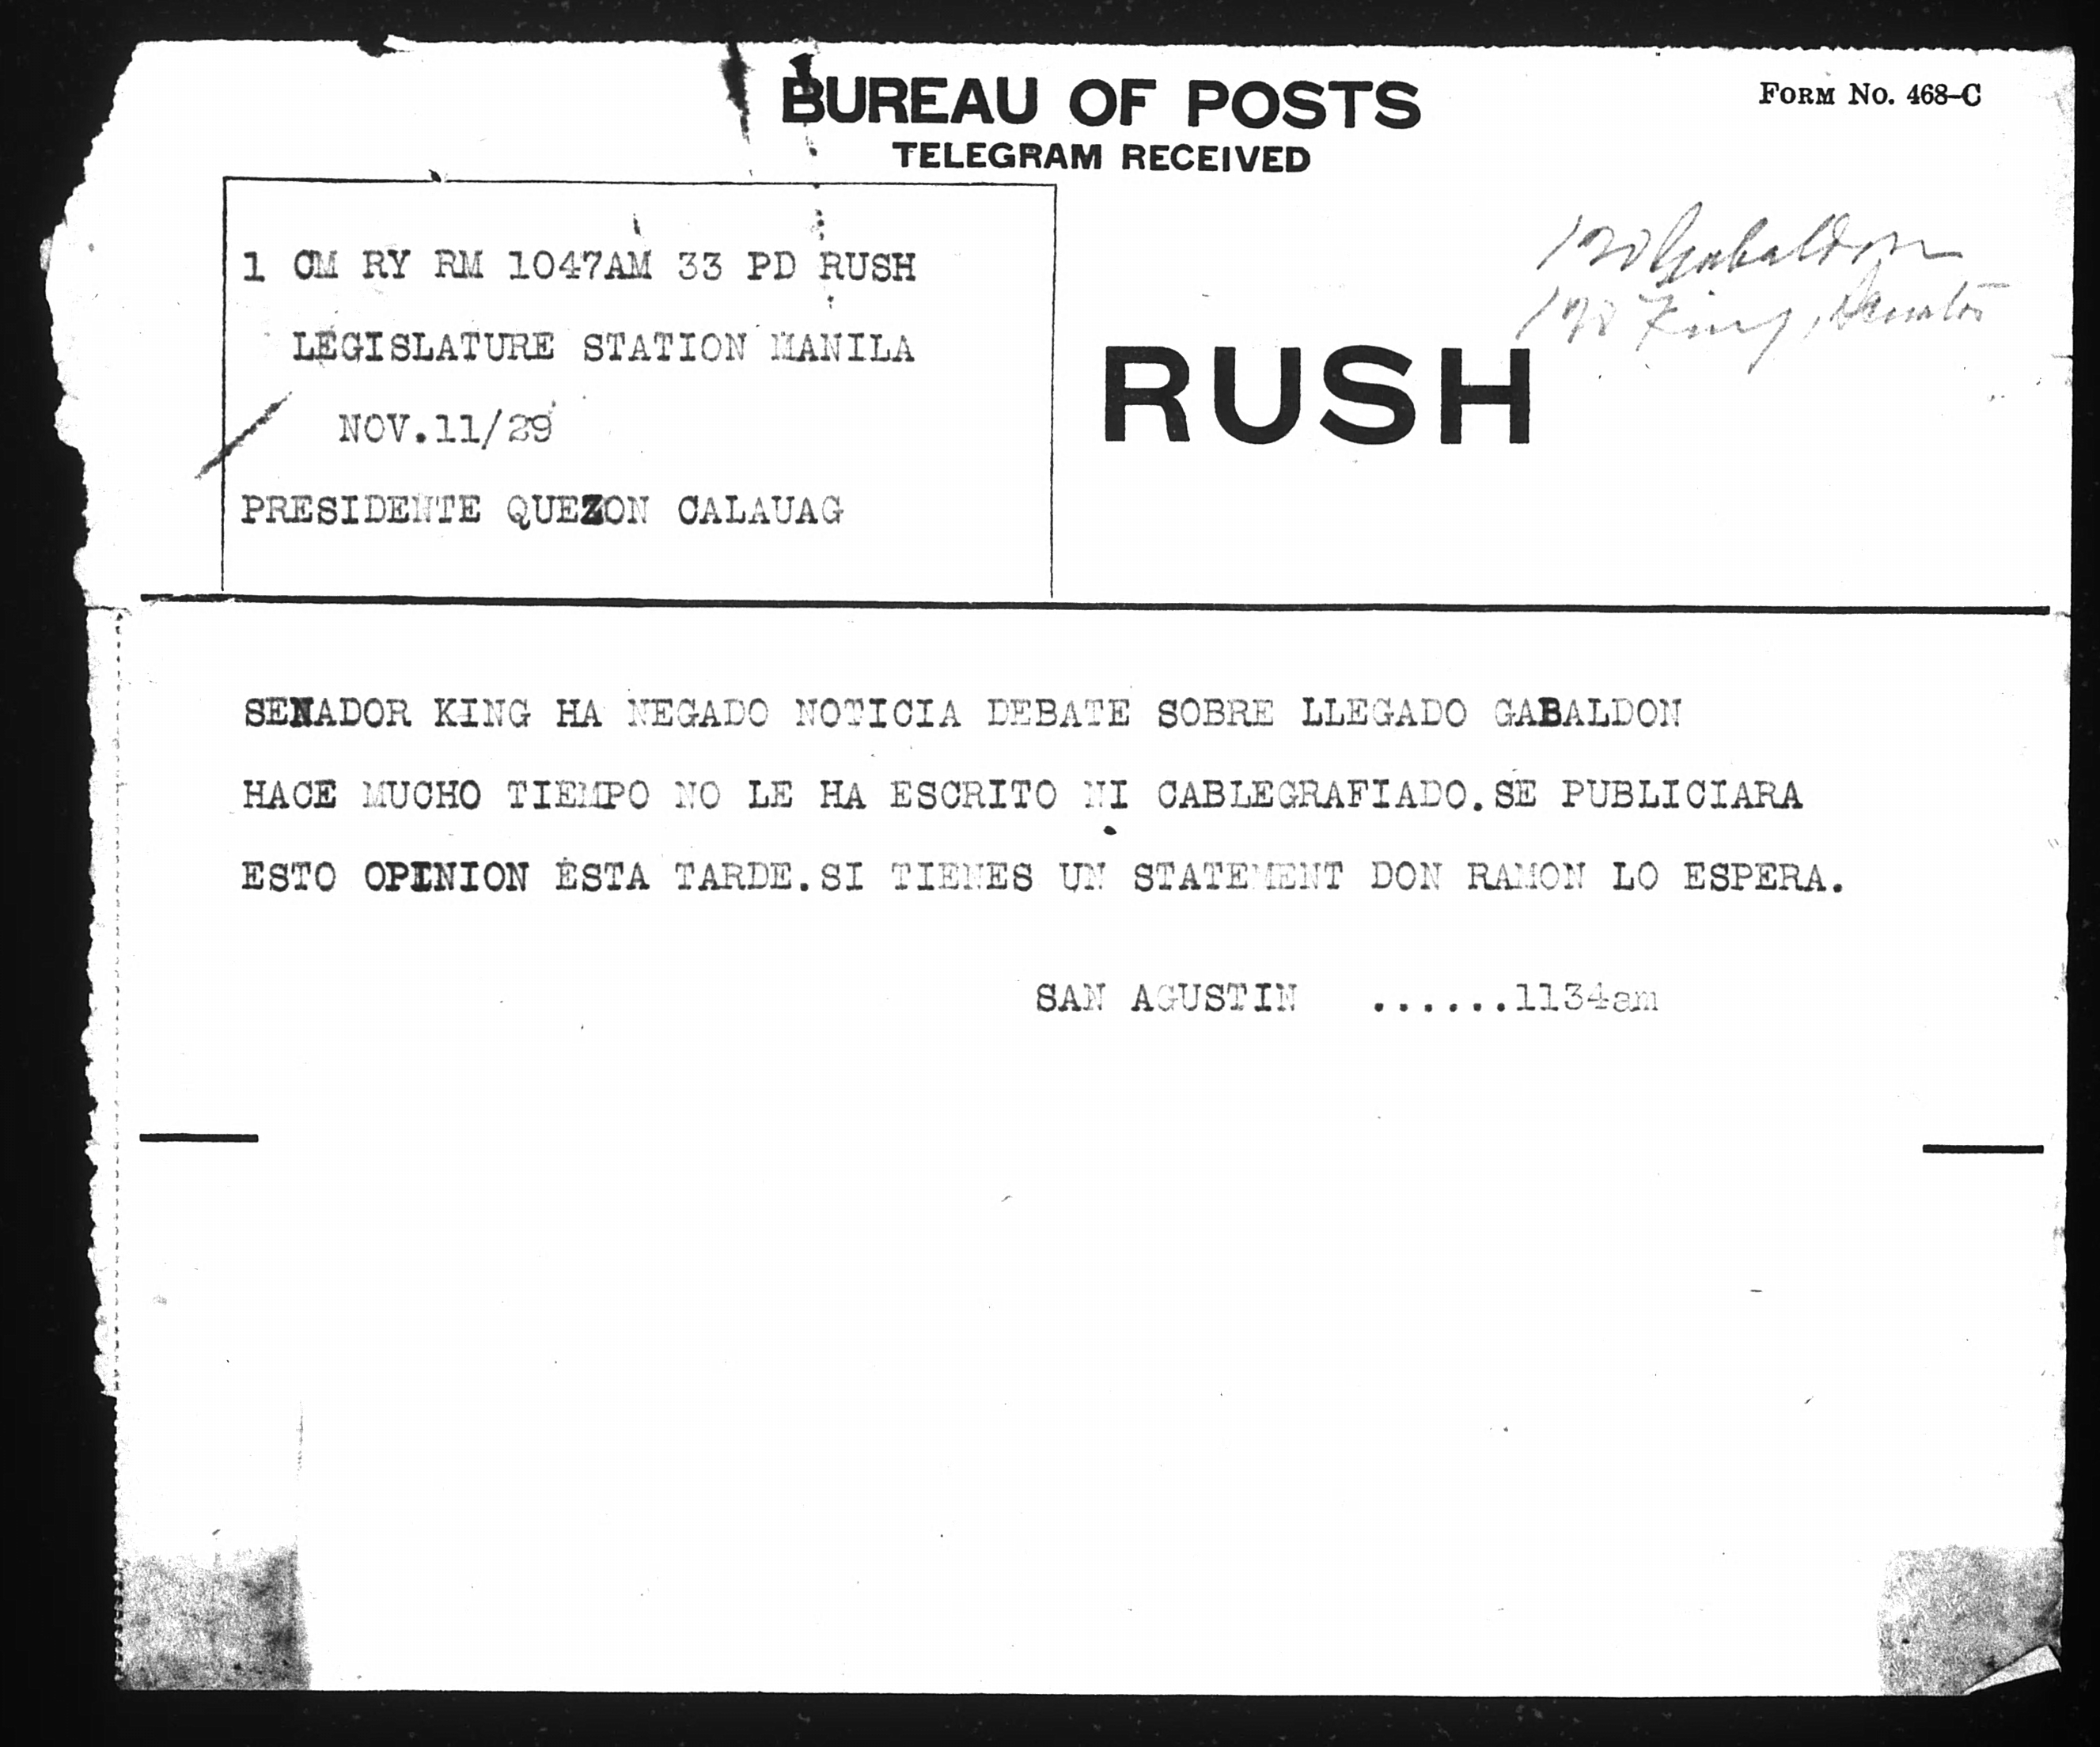 BUREAU OF POSTS
FORM NO. 468-C
TELEGRAM RECEIVED
1 CM RY RM 1047AM 33 PD RUSH
LEGISLATURE STATION MANILA
NOV.11/29
PRESIDENTE QUEZON CALAUAG
RUSH
Gabaldon
King, Senator
SENADOR KING HA NEGADO NOTICIA DEBATE SOBRE LLEGADO GABALDON
HACE MUCHO TIEMPO NO LE HA ESCRITO NI CABLEGRAFIADO.SE PUBLICIARA
ESTO OPINION ESTA TARDE.SI TIENES UN STATEMENT DON RAMON LO ESPERA.
SAN AGUSTIN ......1134am